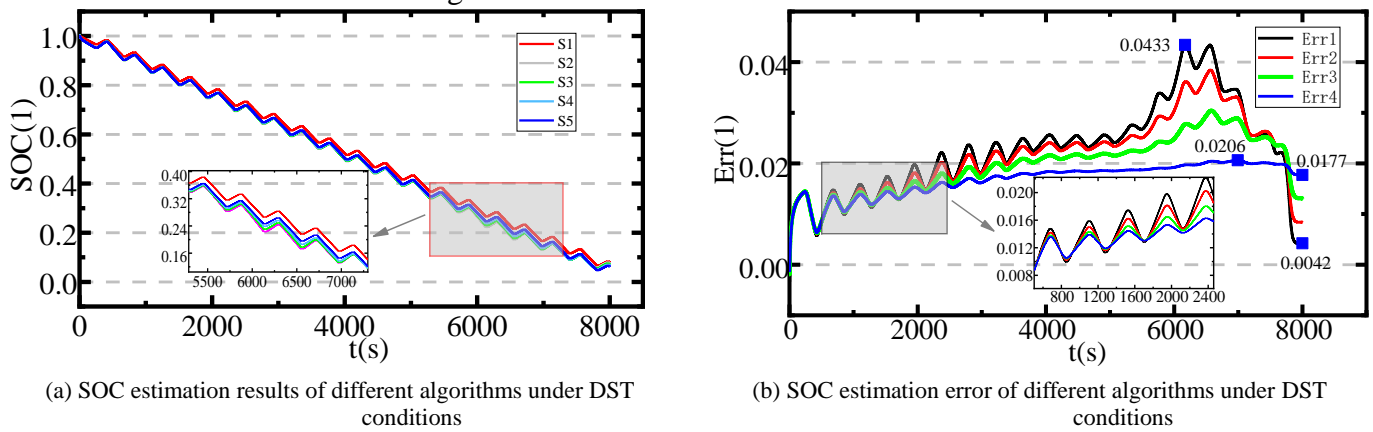 1.0
0.8
0.6
0.4
0.2
0.0
SOC(1)
S1
S2
S3
S4
S5
0.40
0.32
0.24
0.16
5500 6000 6500 7000
0 2000 4000 6000 8000
t(s)
(a) SOC estimation results of different algorithms under DST
conditions
0.04
0.02
0.00
Err(1)
0.0433
Err1
Err2
Err3
Err4
0.0206
0.0177
0.0042
0.020
0.016
0.012
0.008
800 1200 1600 2000 2400
0 2000 4000 6000 8000
t(s)
(b) SOC estimation error of different algorithms under DST
conditions